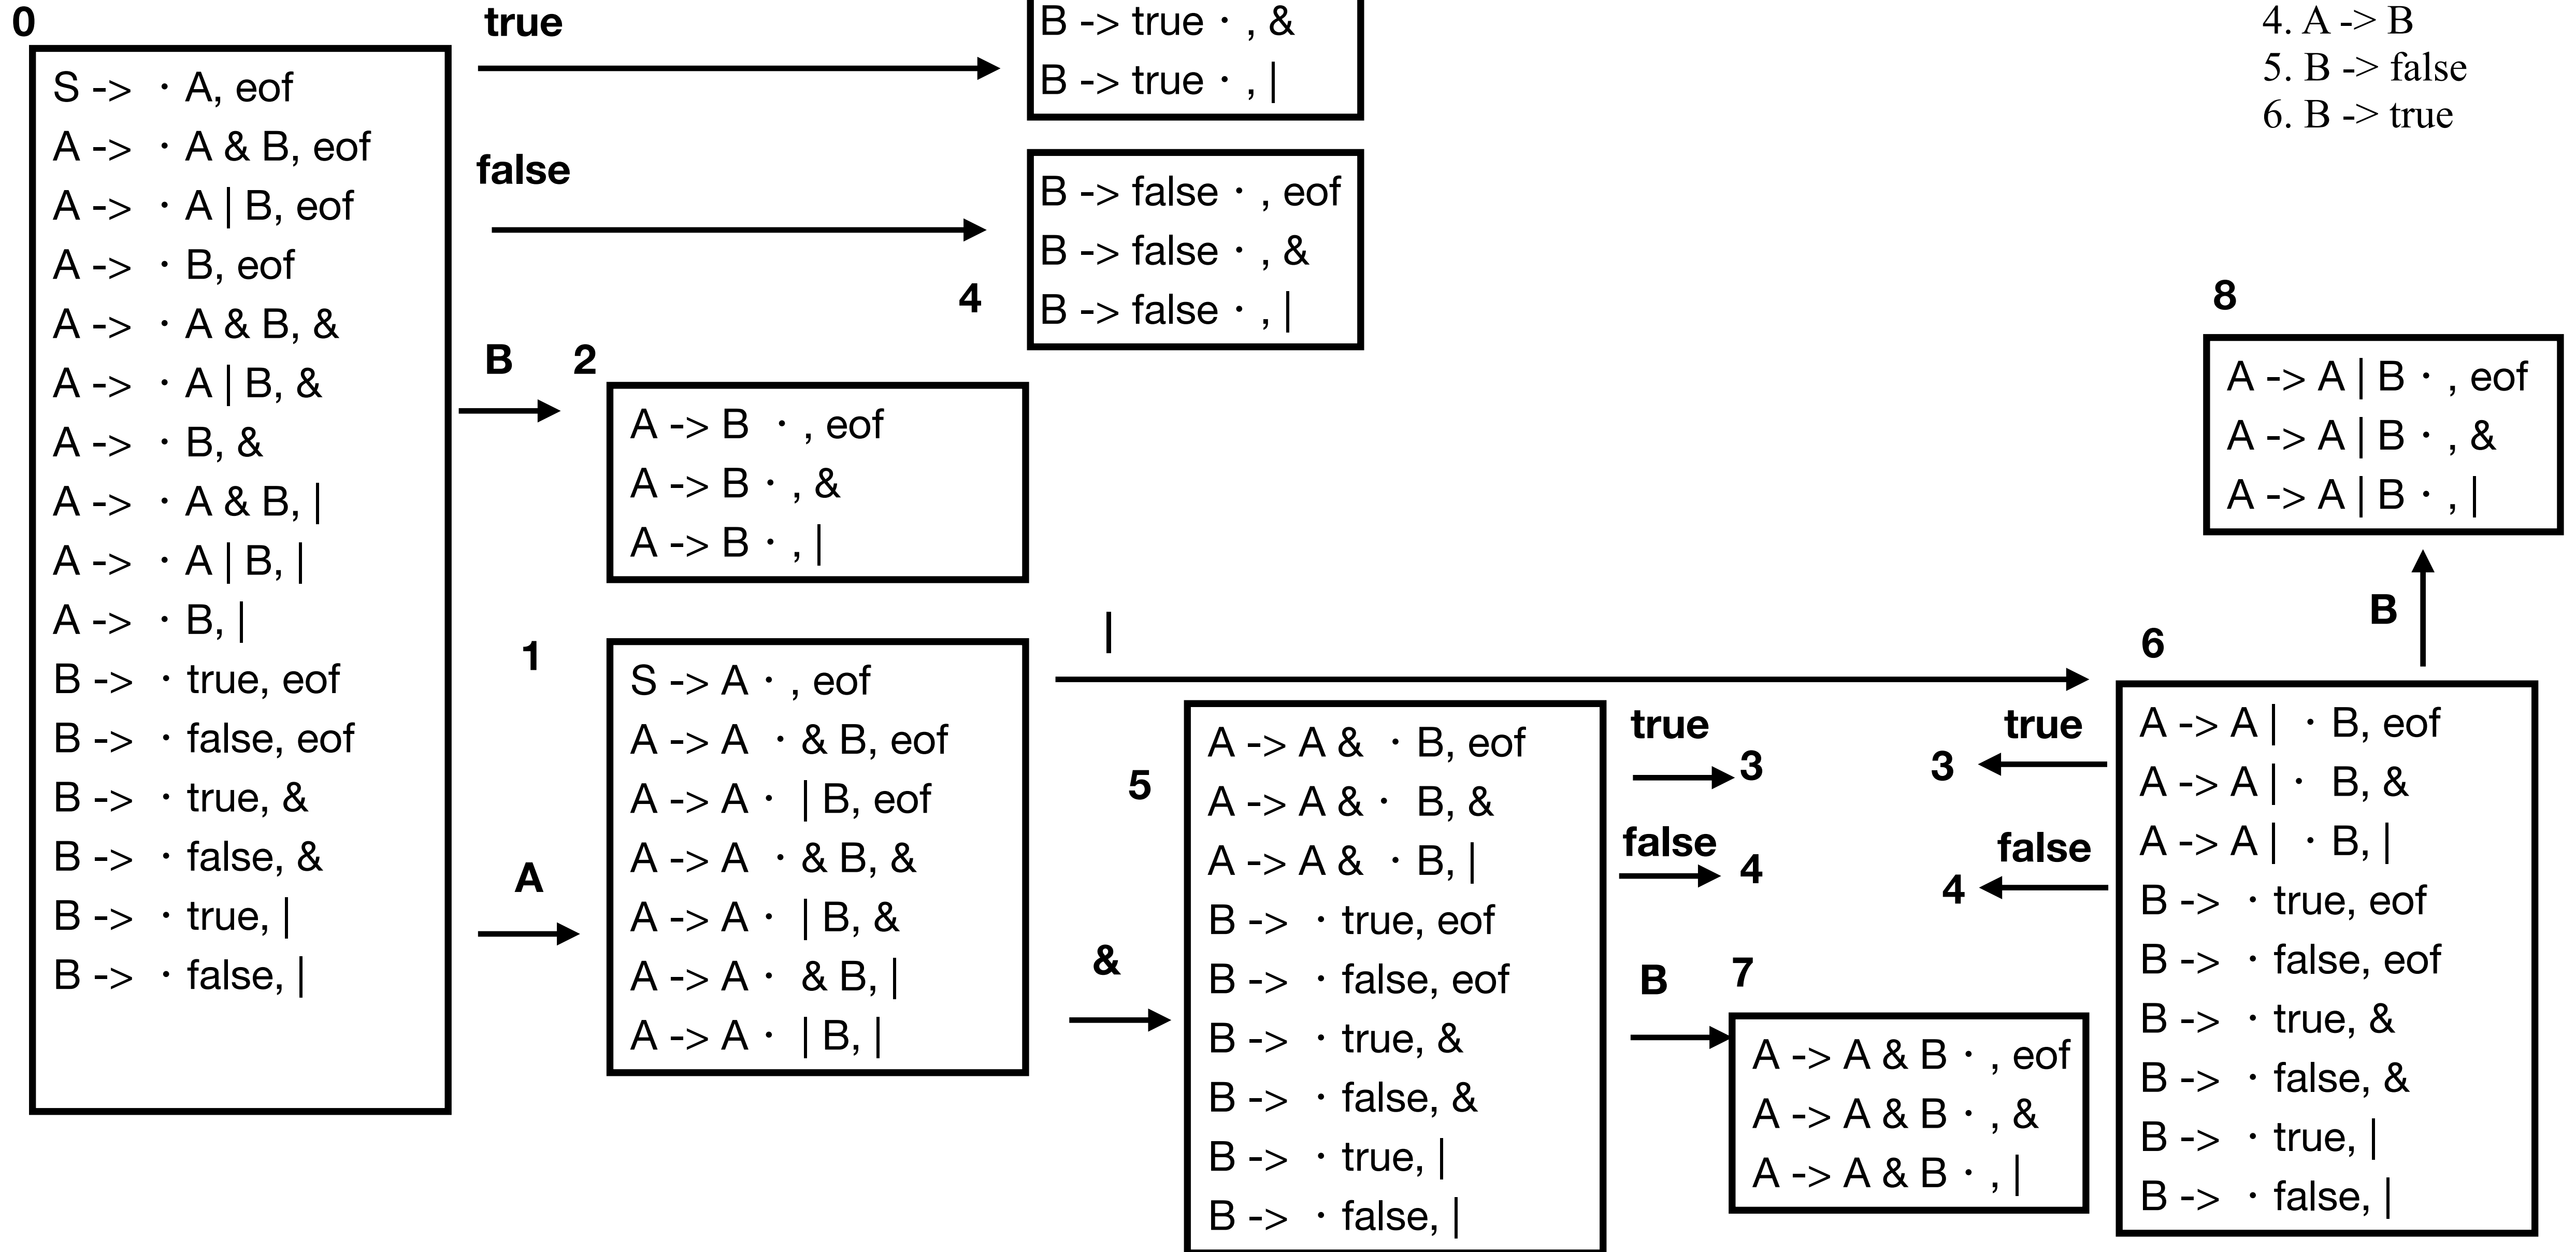 0
S -> · A, eof
A -> · A & B, eof
A -> · A | B, eof
A -> · B, eof
A -> · A & B, &
A -> · A | B, &
A -> · B, &
A -> · A & B, |
A -> · A | B, |
A -> · B, |
B -> · true, eof
B -> · false, eof
B -> · true, &
B -> · false, &
B -> · true, |
B -> · false, |
true
B -> true · , &
B -> true · , |
false
4
B -> false · , eof
B -> false · , &
B -> false · , |
B
2
A -> B · , eof
A -> B · , &
A -> B · , |
A
1
S -> A · , eof
A -> A · & B, eof
A -> A · | B, eof
A -> A · & B, &
A -> A · | B, &
A -> A · & B, |
A -> A · | B, |
|
&
5
A -> A & · B, eof
A -> A & · B, &
A -> A & · B, |
B -> · true, eof
B -> · false, eof
B -> · true, &
B -> · false, &
B -> · true, |
B -> · false, |
true
3
false
4
B
7
A -> A & B · , eof
A -> A & B · , &
A -> A & B · , |
true
3
false
4
6
A -> A | · B, eof
A -> A | · B, &
A -> A | · B, |
B -> · true, eof
B -> · false, eof
B -> · true, &
B -> · false, &
B -> · true, |
B -> · false, |
B
8
A -> A | B · , eof
A -> A | B · , &
A -> A | B · , |
4. A -> B
5. B -> false
6. B -> true